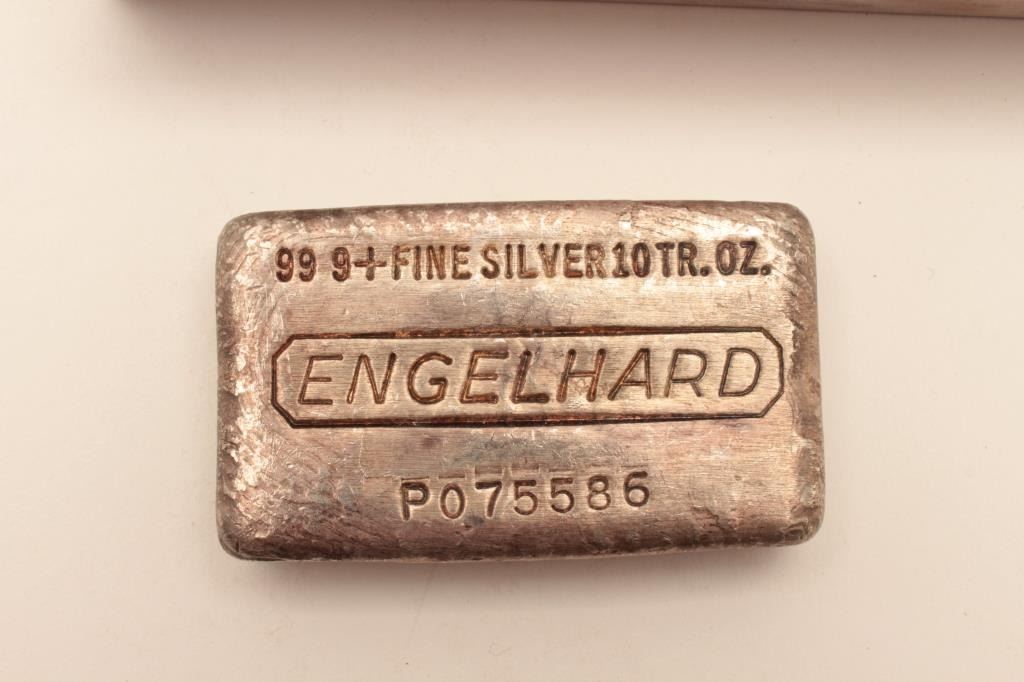 99 9+ FINE SILVER 10 TR. OZ.
ENGELHARD
P075586